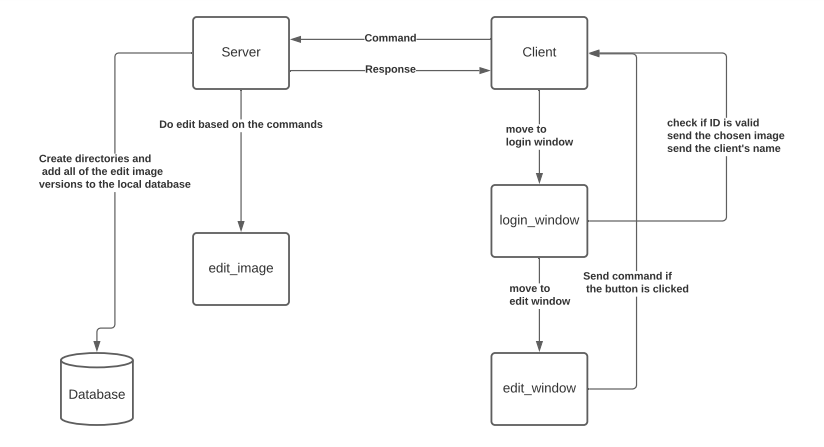 Server
Command
Response
Client
Do edit based on the commands
Create directories and
add all of the edit image
versions to the local database
edit_image
Database
move to
login window
check if ID is valid
send the chosen image
send the client's name
login_window
move to
edit window
Send command if
the button is clicked
edit_window